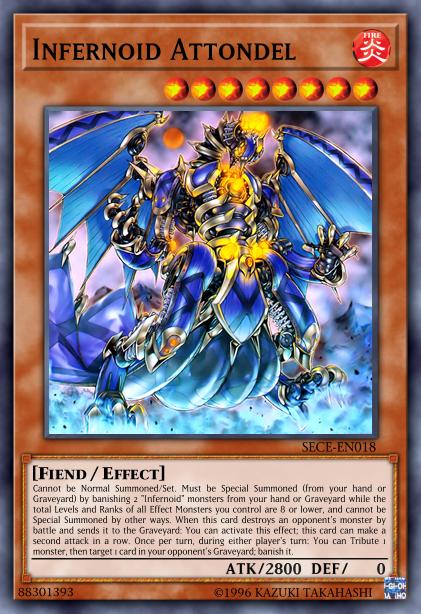 INFERNOID ATTONDEL
FIRE
炎
SECE-EN018
[FIEND / EFFECT]
Cannot be Normal Summoned/Set. Must be Special Summoned (from your hand or
Graveyard) by banishing 2 "Infernoid" monsters from your hand or Graveyard while the
total Levels and Ranks of all Effect Monsters you control are 8 or lower, and cannot be
Special Summoned by other ways. When this card destroys an opponent's monster by
battle and sends it to the Graveyard: You can activate this effect; this card can make a
second attack in a row. Once per turn, during either player's turn: You can Tribute 1
monster, then target 1 card in your opponent's Graveyard; banish it.
ATK/2800 DEF/ 0
88301393 ©1996 KAZUKI TAKAHASHI